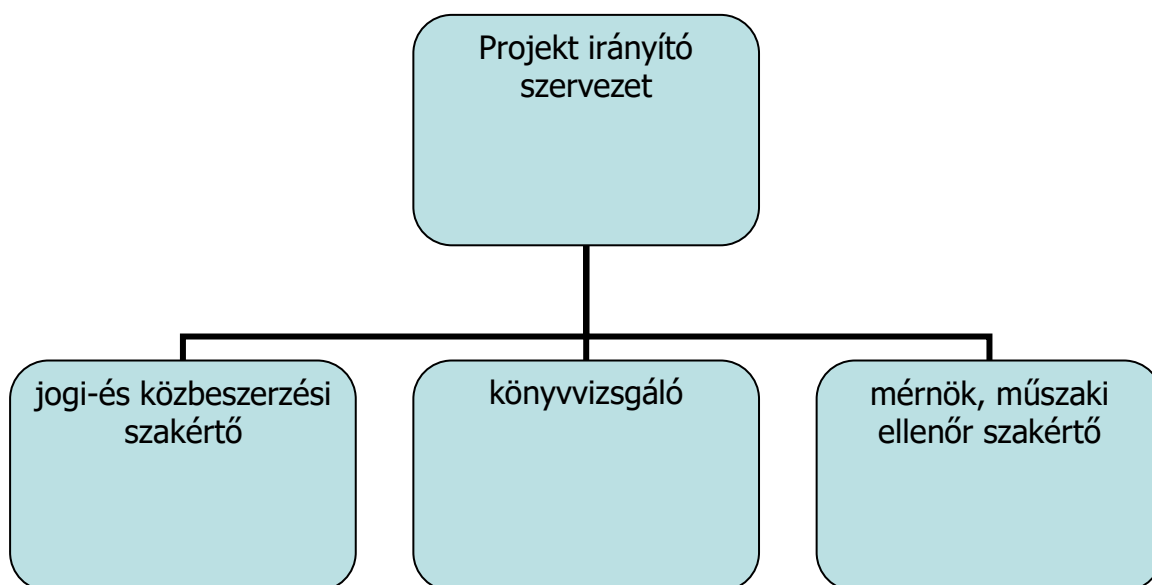 Projekt irányító
szervezet
jogi-és közbeszerzési
szakértő
könyvvizsgáló
mérnök, műszaki
ellenőr szakértő